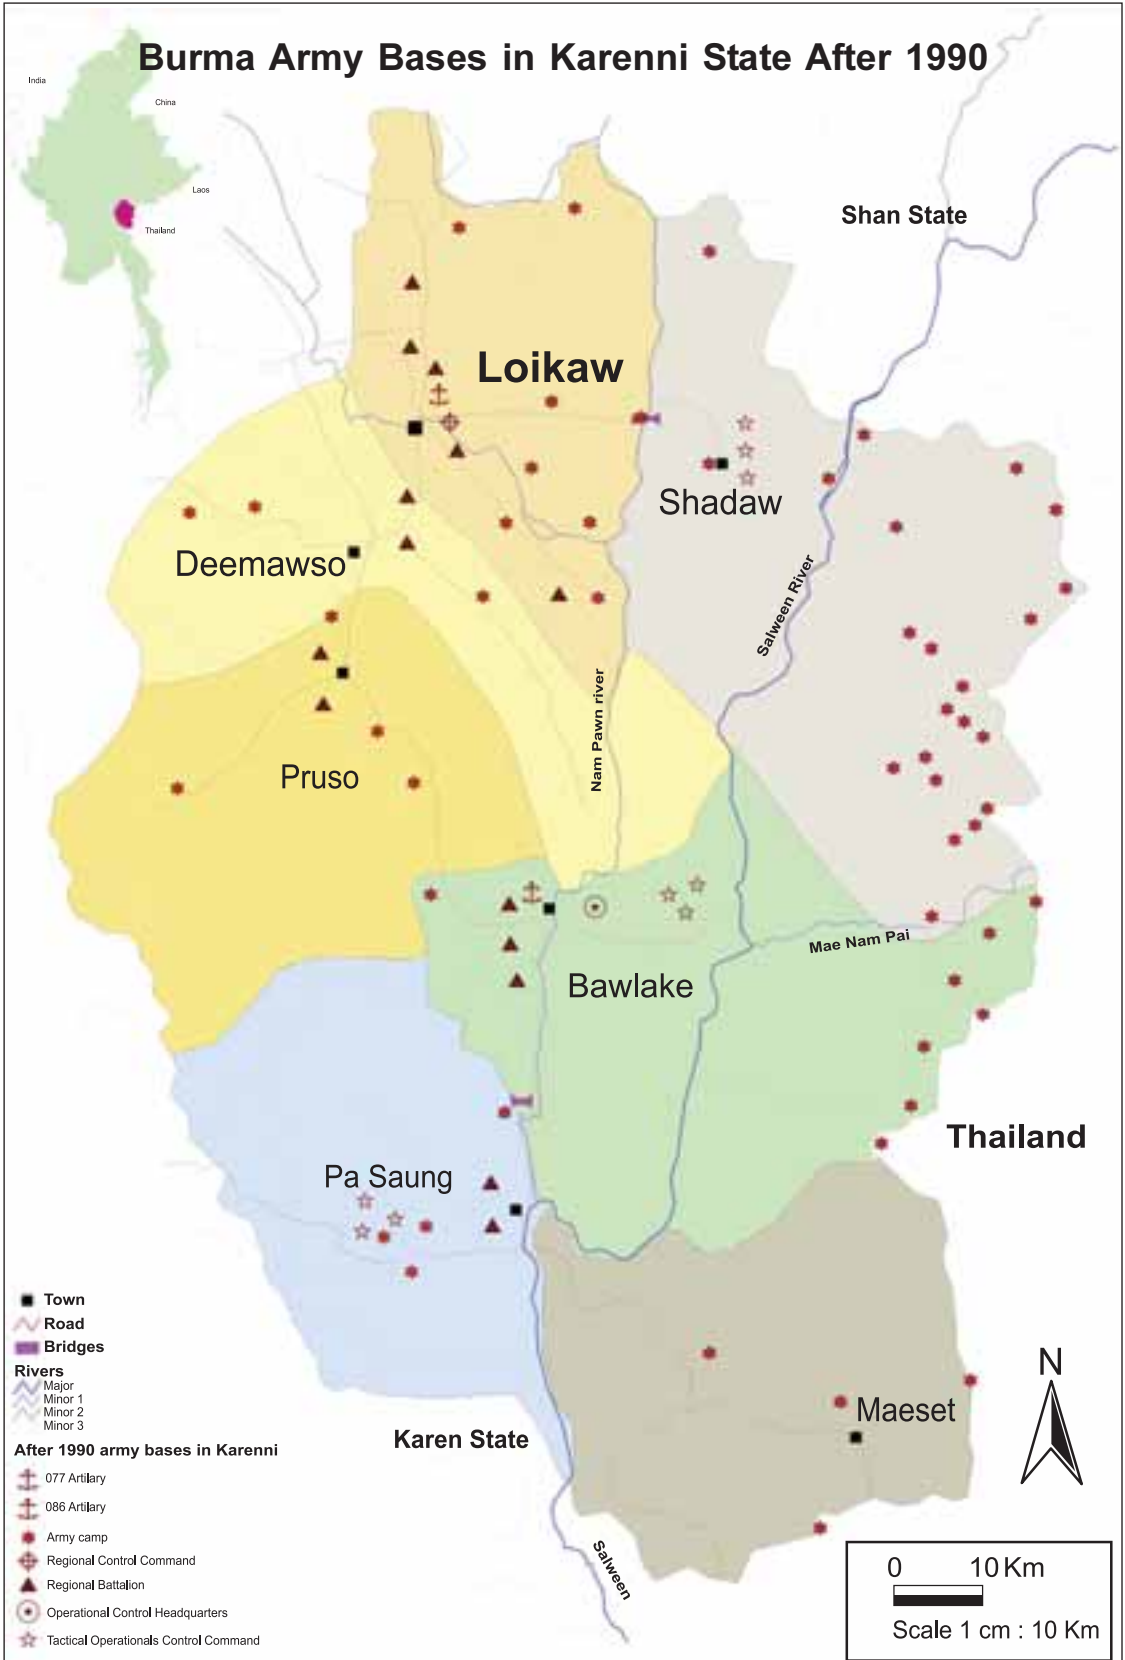 Burma Army Bases in Karenni State After 1990
India
China
Laos
Thailand
Shan State
Loikaw
Shadaw
Deemawso
Salween River
Nam Pawn river
Pruso
Mae Nam Pai
Bawlake
Thailand
Pa Saung
Maeset
Karen State
Salween
Town
Road
Bridges
Rivers
Major
Minor 1
Minor 2
Minor 3
After 1990 army bases in Karenni
077 Artilary
086 Artilary
Army camp
Regional Control Command
Regional Battalion
Operational Control Headquarters
Tactical Operationals Control Command
N
0 10 Km
Scale 1 cm : 10 Km